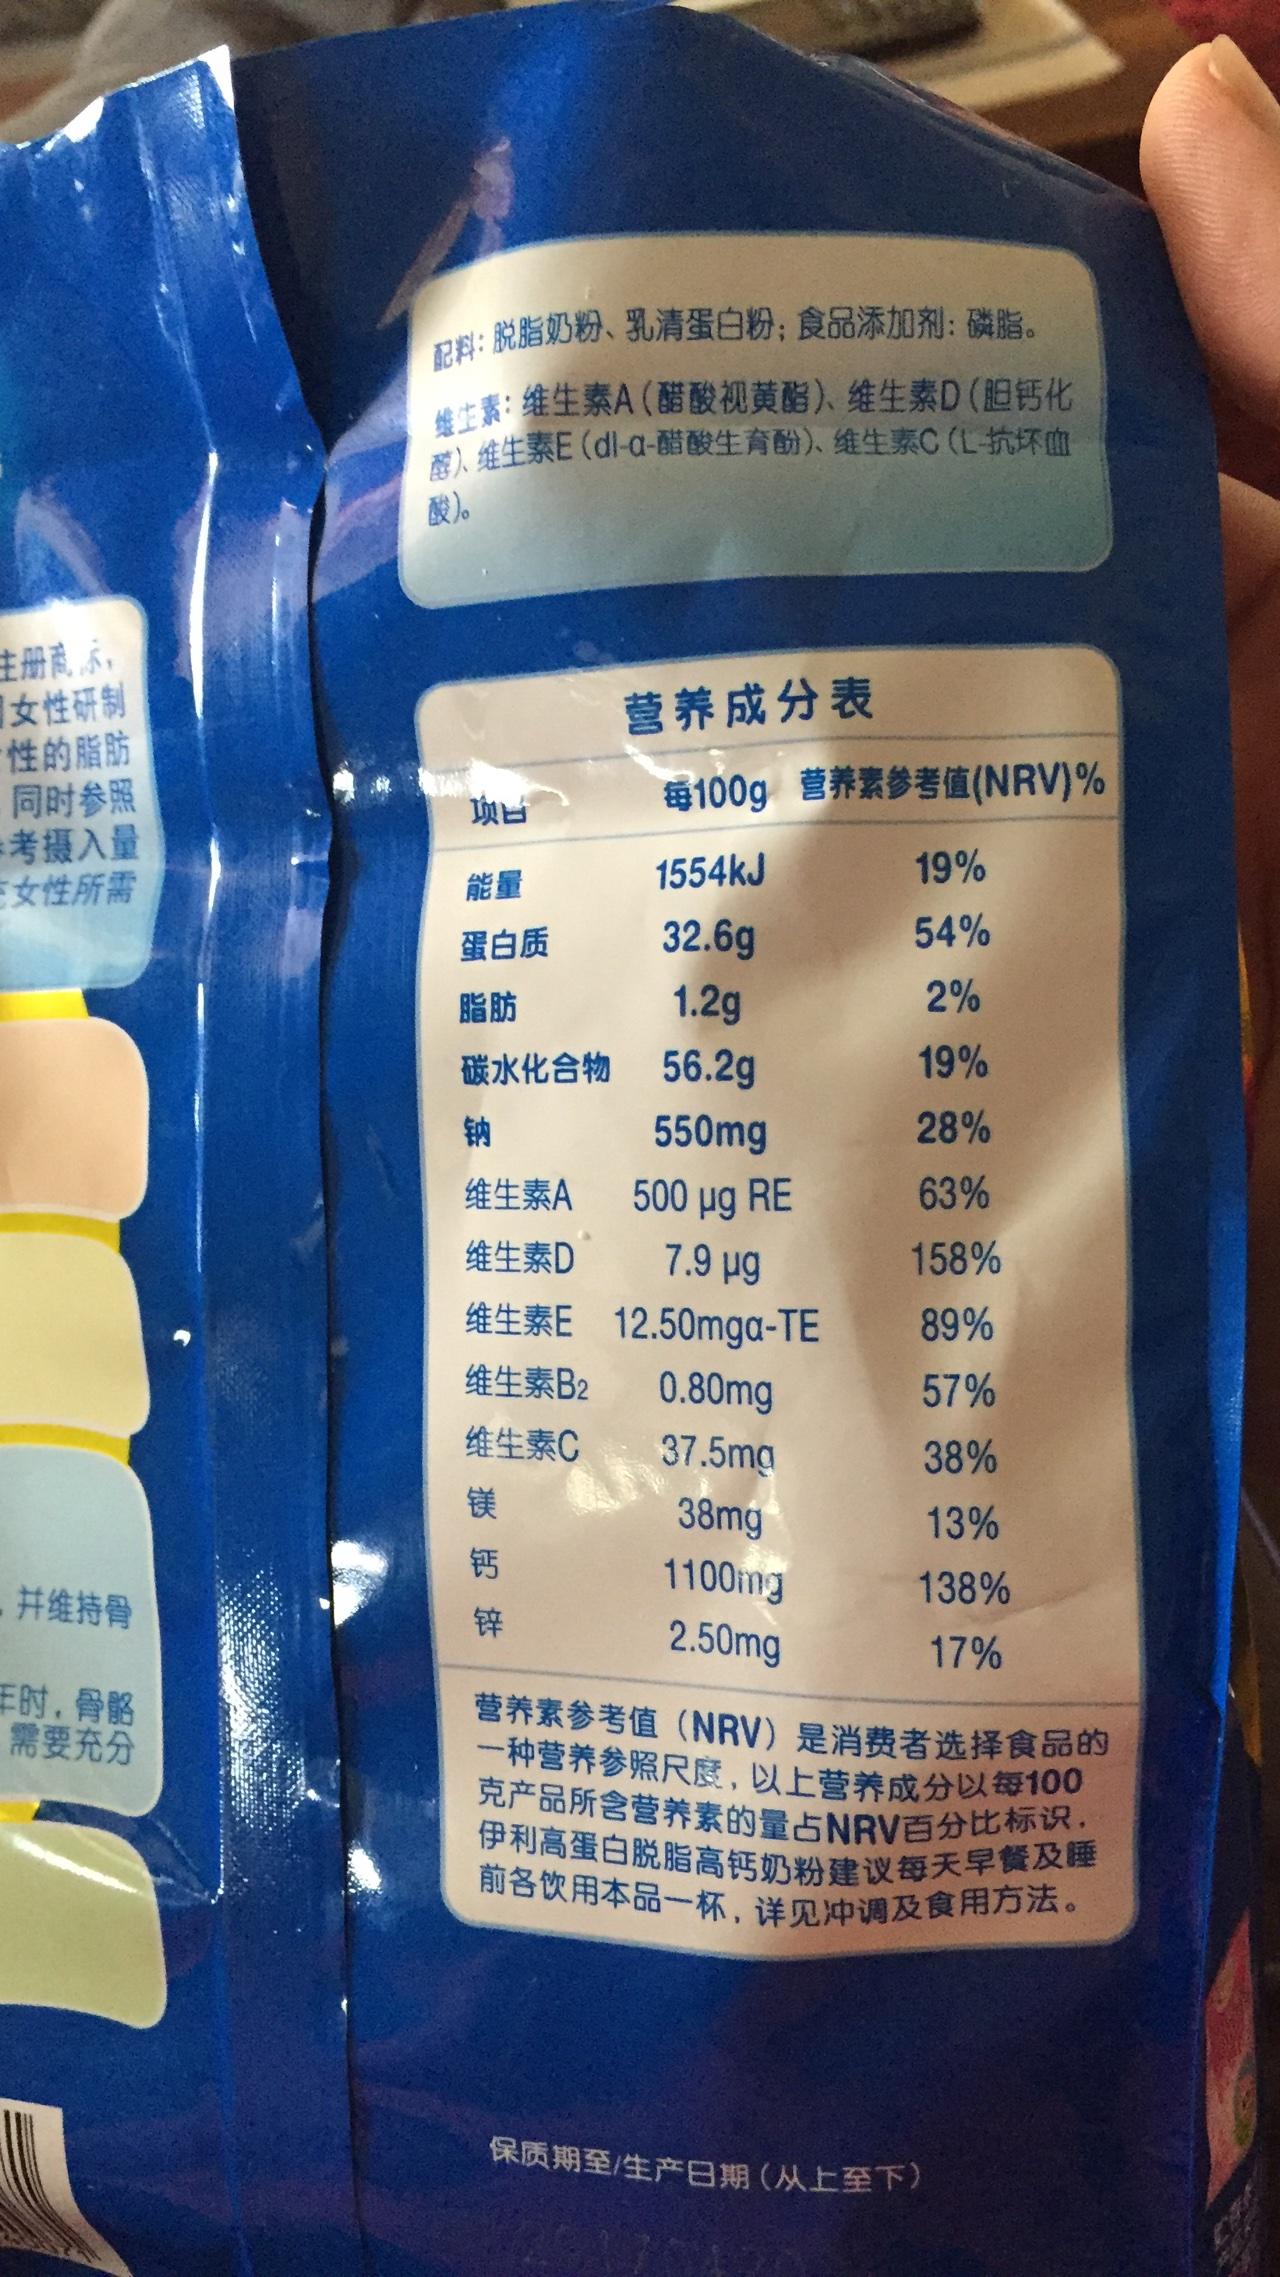 配料：脱脂奶粉、乳清蛋白粉；食品添加剂：磷脂。
维生素：维生素A（醋酸视黄酯）、维生素D（胆钙化
醇）、维生素E（dl-α-醋酸生育酚）、维生素C（L-抗坏血
酸）。
注册商标，
女性研制
性的脂肪
同时参照
考摄入量
女性所需
营养成分表
项目 每100g 营养素参考值(NRV)%
能量 1554kJ 19%
蛋白质 32.6g 54%
脂肪 1.2g 2%
碳水化合物 56.2g 19%
钠 550mg 28%
维生素A 500 μg RE 63%
维生素D 7.9 μg 158%
维生素E 12.50mgα-TE 89%
维生素B2 0.80mg 57%
维生素C 37.5mg 38%
镁 38mg 13%
钙 1100mg 138%
锌 2.50mg 17%
营养素参考值（NRV）是消费者选择食品的
一种营养参照尺度，以上营养成分以每100
克产品所含营养素的量占NRV百分比标识，
伊利高蛋白脱脂高钙奶粉建议每天早餐及睡
前各饮用本品一杯，详见冲调及食用方法。
，并维持骨
年时，骨骼
需要充分
保质期至/生产日期（从上至下）